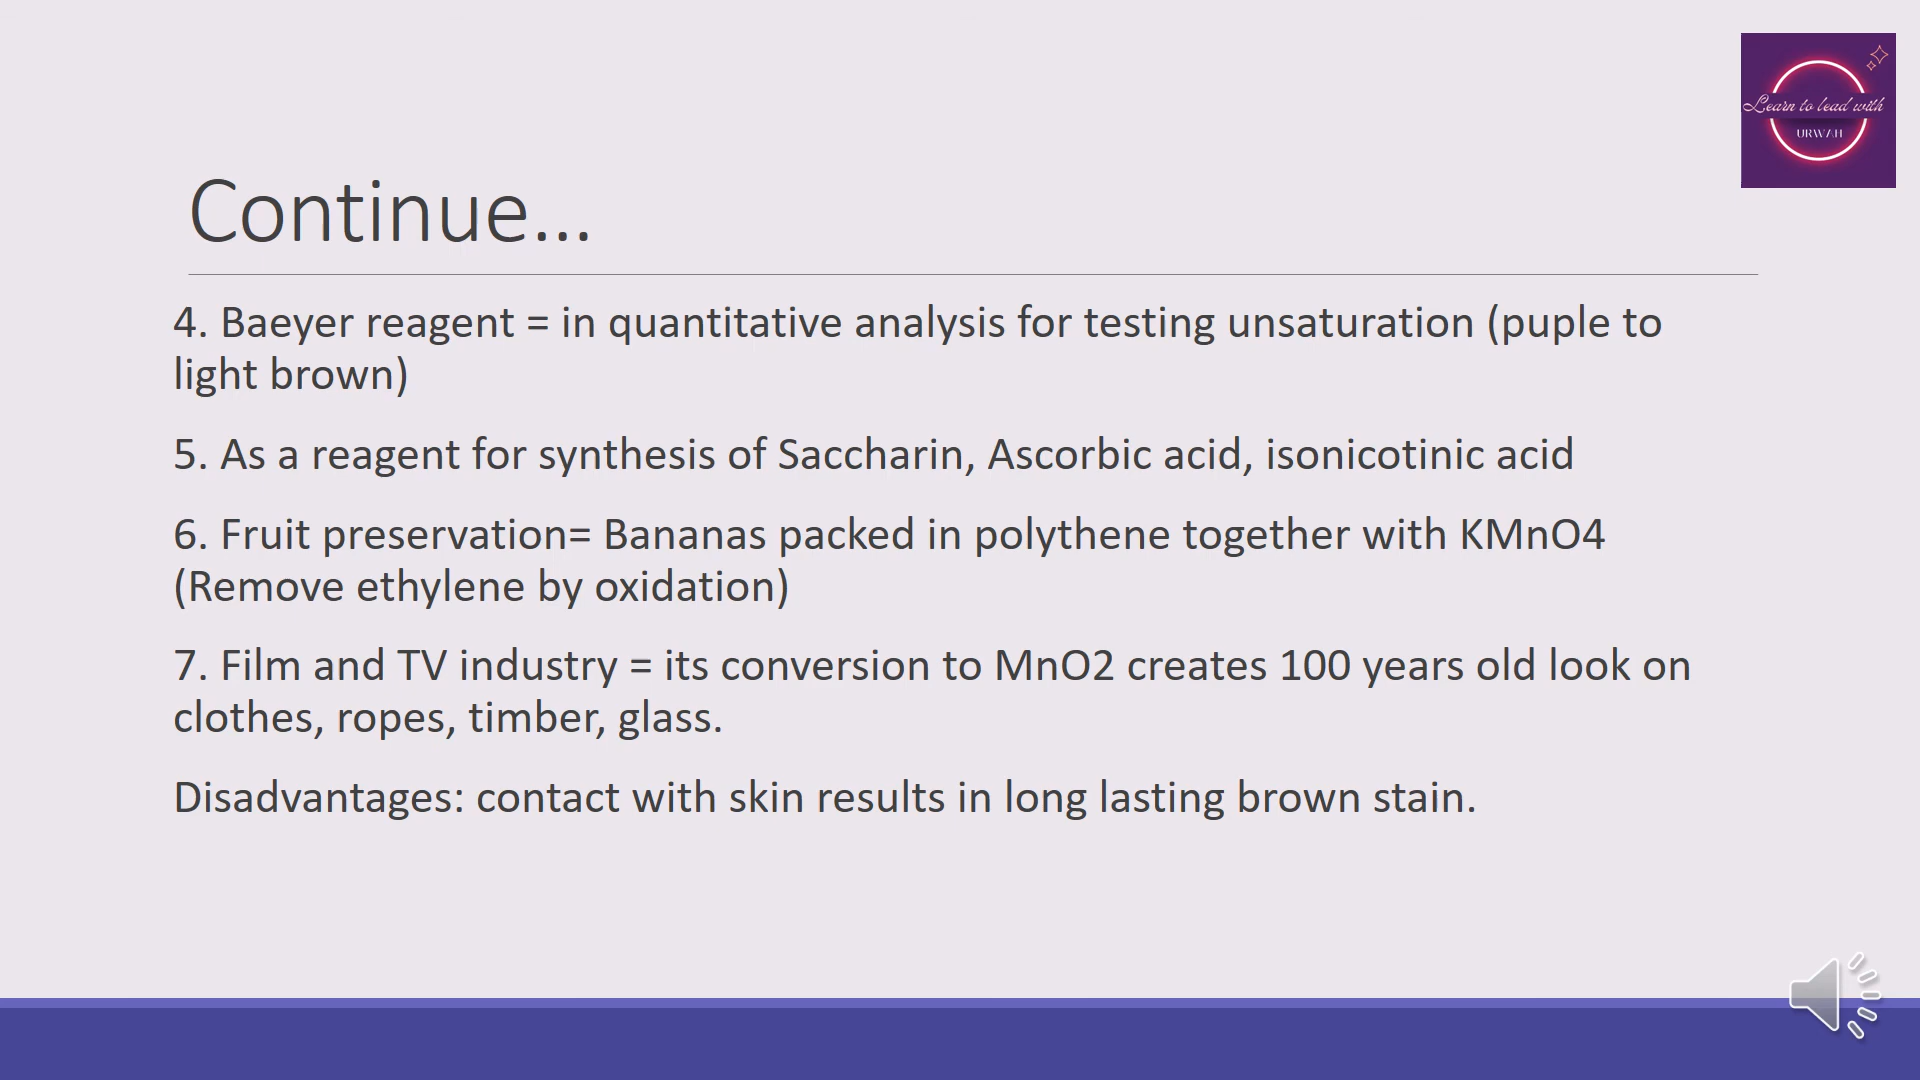 Learn to lead with
URWAH
Continue...
4. Baeyer reagent = in quantitative analysis for testing unsaturation (puple to
light brown)
5. As a reagent for synthesis of Saccharin, Ascorbic acid, isonicotinic acid
6. Fruit preservation= Bananas packed in polythene together with KMnO4
(Remove ethylene by oxidation)
7. Film and TV industry = its conversion to MnO2 creates 100 years old look on
clothes, ropes, timber, glass.
Disadvantages: contact with skin results in long lasting brown stain.